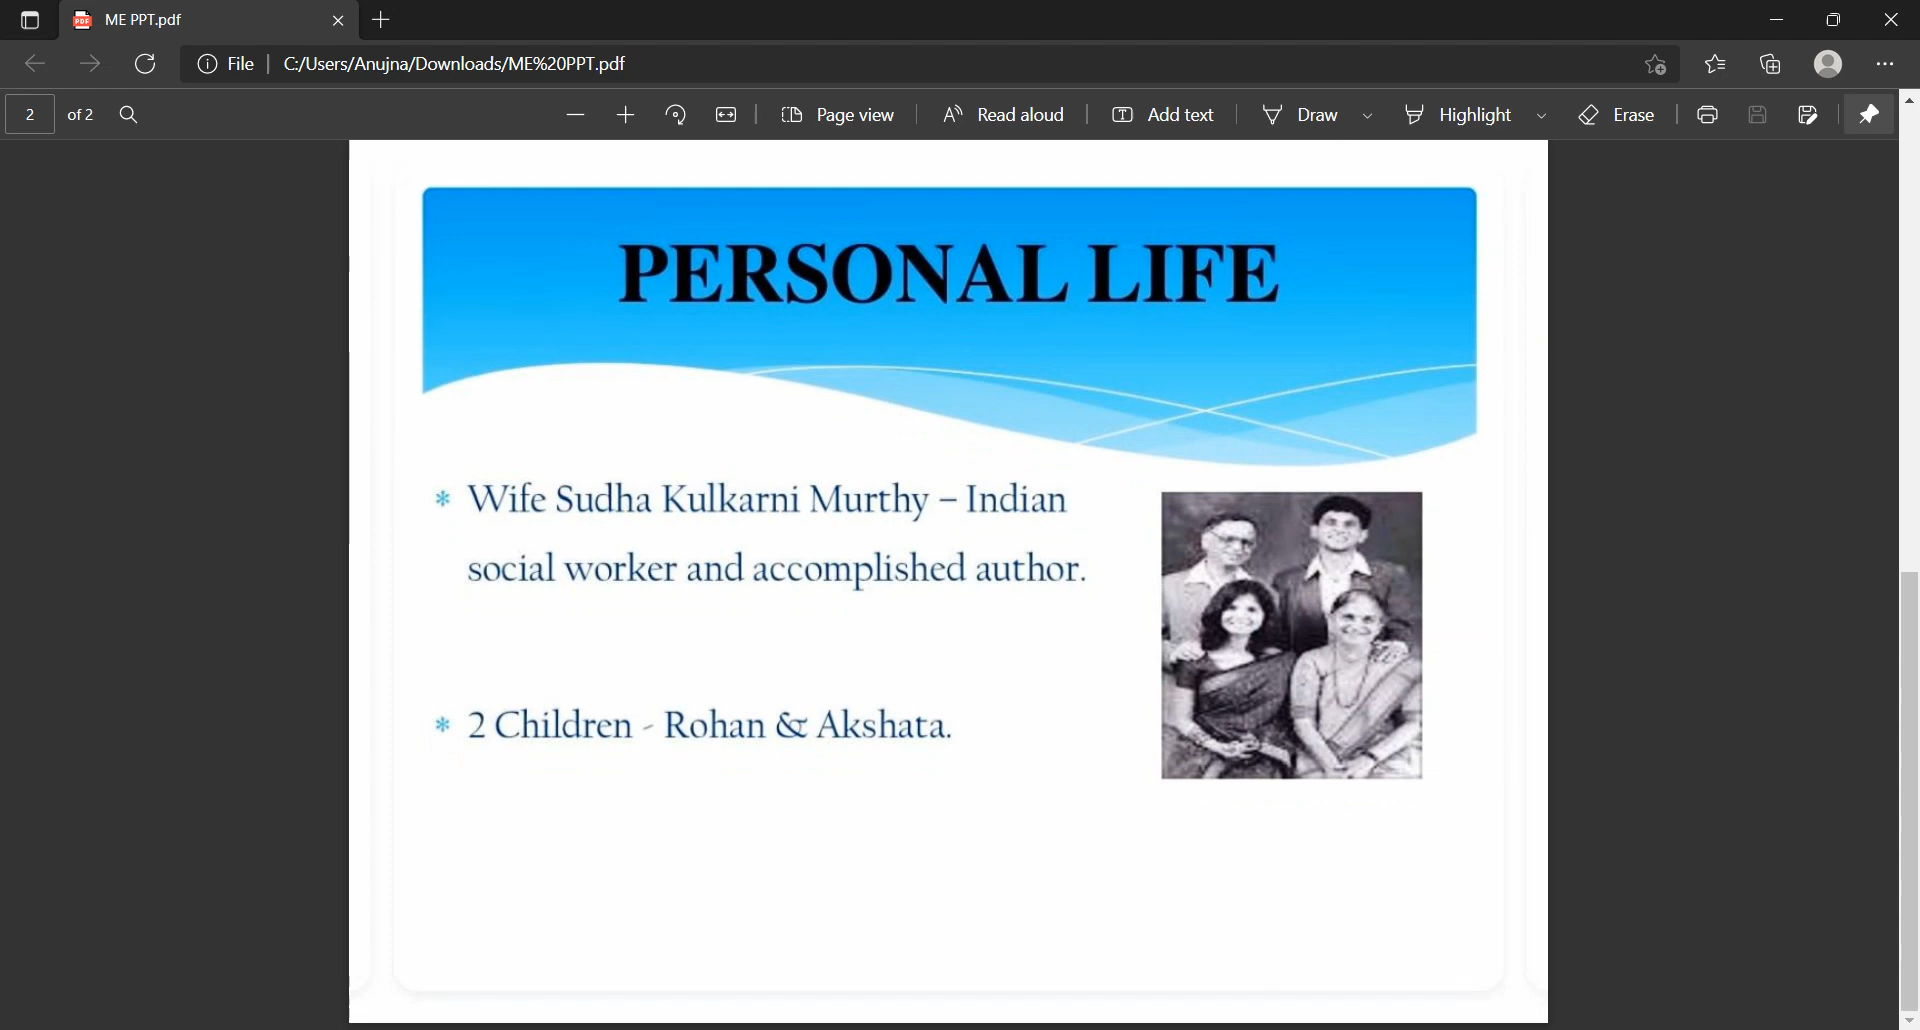 ME PPT.pdf
File | C:/Users/Anujna/Downloads/ME%20PPT.pdf
2 of 2 Page view Read aloud Add text Draw Highlight Erase
PERSONAL LIFE
* Wife Sudha Kulkarni Murthy – Indian
social worker and accomplished author.
* 2 Children - Rohan & Akshata.